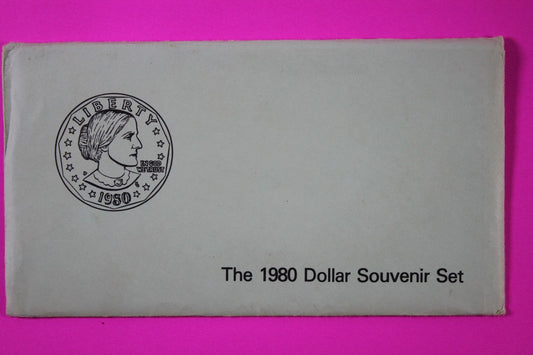 LIBERTY
IN GOD
WE TRUST
1980
The 1980 Dollar Souvenir Set